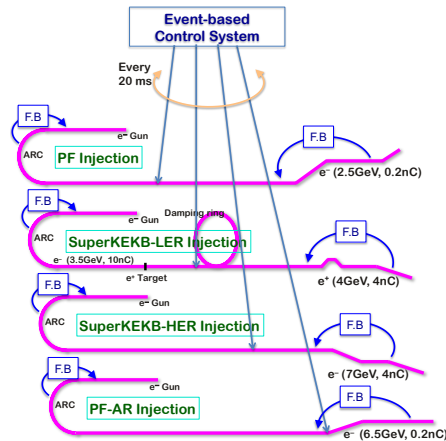 Event-based
Control System
Every
20 ms
F.B
e− Gun
ARC
PF Injection
F.B
e− (2.5GeV, 0.2nC)
F.B
Damping ring
e− Gun
ARC
SuperKEKB-LER Injection
F.B
e− (3.5GeV, 10nC)
e+ Target
e+ (4GeV, 4nC)
F.B
e− Gun
ARC
SuperKEKB-HER Injection
F.B
e− (7GeV, 4nC)
F.B
e− Gun
ARC
PF-AR Injection
F.B
e− (6.5GeV, 0.2nC)